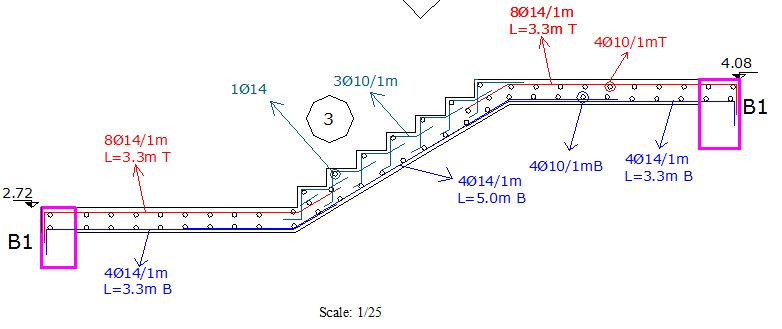 8Ø14/1m
L=3.3m T
4Ø10/1mT
4.08
1Ø14
3Ø10/1m
3
B1
8Ø14/1m
L=3.3m T
4Ø10/1mB
4Ø14/1m
L=3.3m B
4Ø14/1m
L=5.0m B
2.72
B1
4Ø14/1m
L=3.3m B
Scale: 1/25